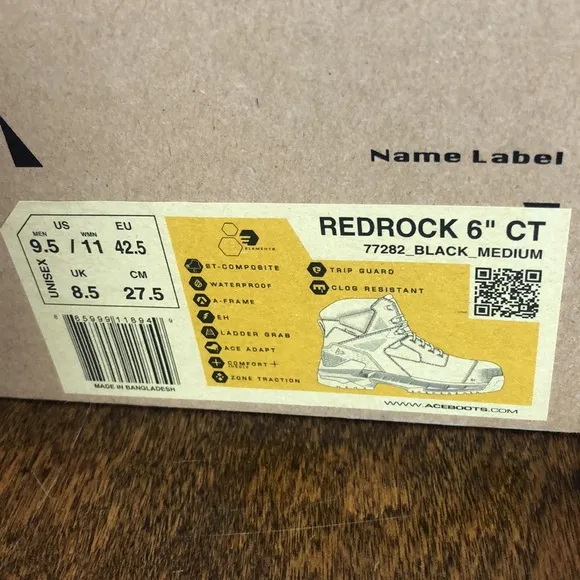 Name Label
US EU
MEN WMN
9.5 / 11 42.5
UNISEX
UK CM
8.5 27.5
MADE IN BANGLADESH
ELEMENTS
BT-COMPOSITE
WATERPROOF
A-FRAME
EH
LADDER GRAB
ACE ADAPT
COMFORT+
ZONE TRACTION
REDROCK 6" CT
77282_BLACK_MEDIUM
TRIP GUARD
CLOG RESISTANT
WWW.ACEBOOTS.COM